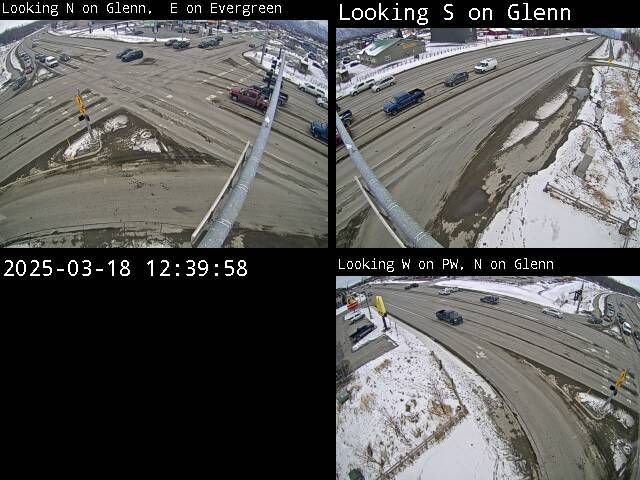 Looking N on Glenn,  E on Evergreen
Looking S on Glenn
2025-03-18 12:39:58
Looking W on PW, N on Glenn